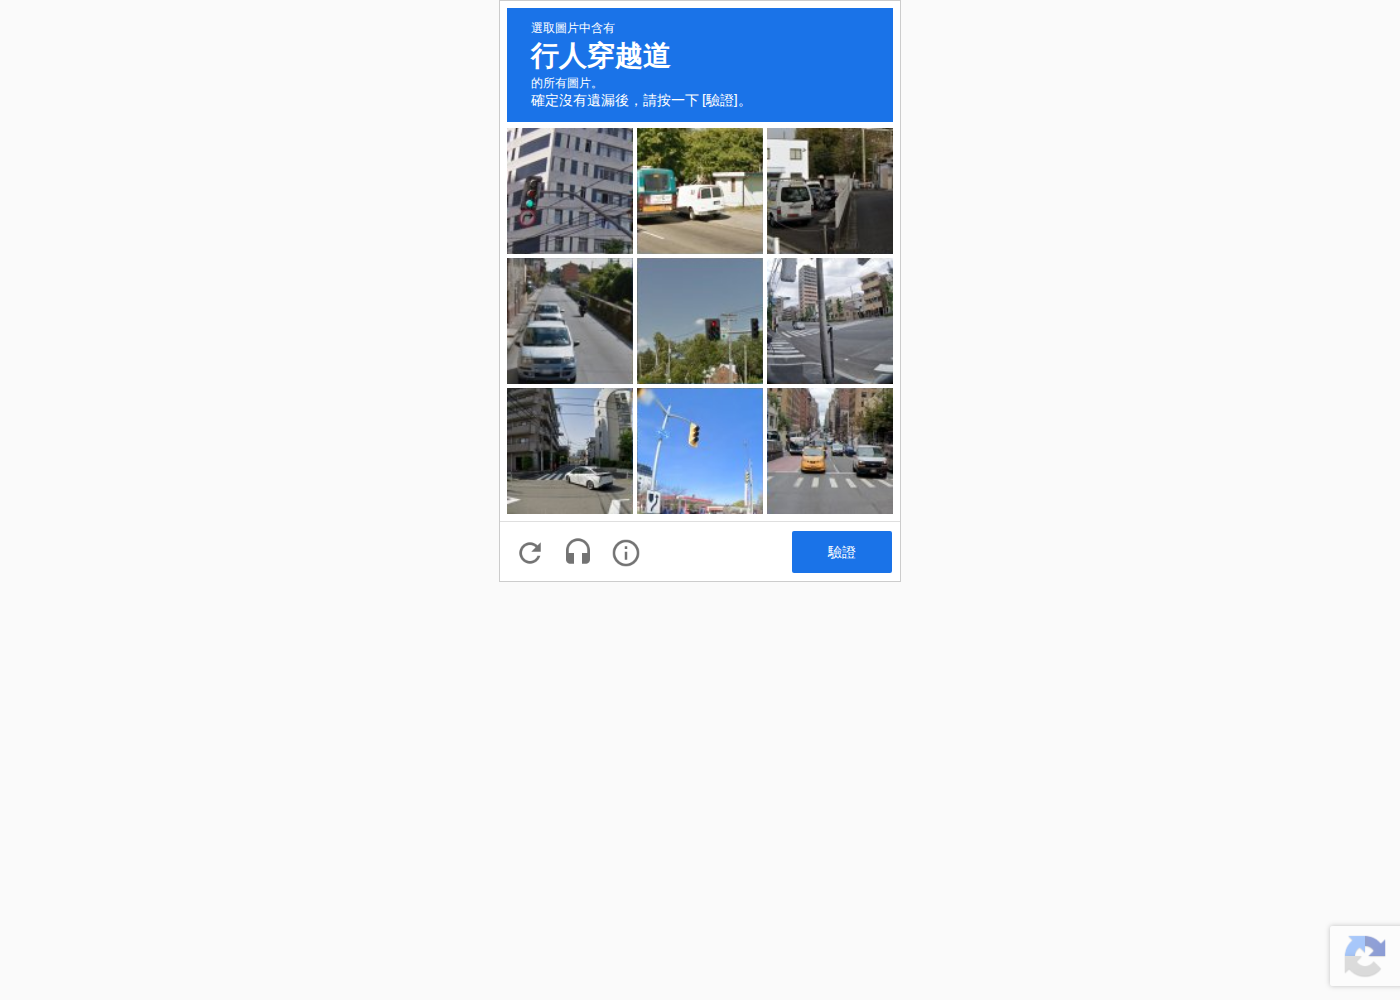 選取圖片中含有
行人穿越道
的所有圖片。
確定沒有遺漏後，請按一下 [驗證]。
驗證